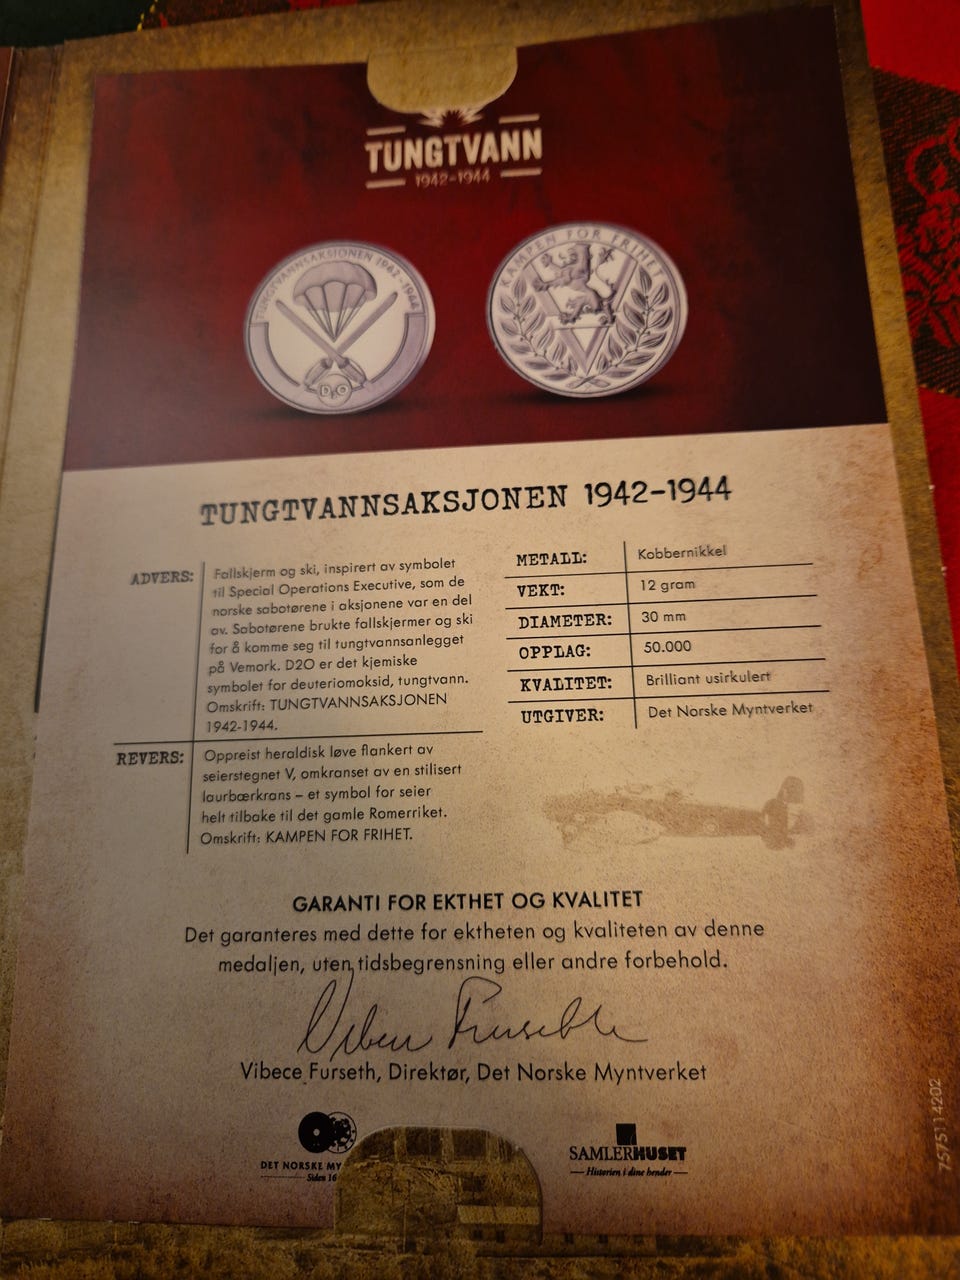 TUNGTVANN
1942-1944
TUNGTVANNSAKSJONEN 1942-1944
D2O
KAMPEN FOR FRIHET
TUNGTVANNSAKSJONEN 1942-1944
ADVERS:
Fallskjerm og ski, inspirert av symbolet
til Special Operations Executive, som de
norske sabotørene i aksjonene var en del
av. Sabotørene brukte fallskjermer og ski
for å komme seg til tungtvannsanlegget
på Vemork. D2O er det kjemiske
symbolet for deuteriomoksid, tungtvann.
Omskrift: TUNGTVANNSAKSJONEN
1942-1944.
REVERS:
Oppreist heraldisk løve flankert av
seierstegnet V, omkranset av en stilisert
laurbærkrans – et symbol for seier
helt tilbake til det gamle Romerriket.
Omskrift: KAMPEN FOR FRIHET.
METALL: Kobbernikkel
VEKT: 12 gram
DIAMETER: 30 mm
OPPLAG: 50.000
KVALITET: Brilliant usirkulert
UTGIVER: Det Norske Myntverket
GARANTI FOR EKTHET OG KVALITET
Det garanteres med dette for ektheten og kvaliteten av denne
medaljen, uten tidsbegrensning eller andre forbehold.
Vibece Furseth
Vibece Furseth, Direktør, Det Norske Myntverket
DET NORSKE MY
Siden 16
SAMLERHUSET
Historien i dine hender
7575114202